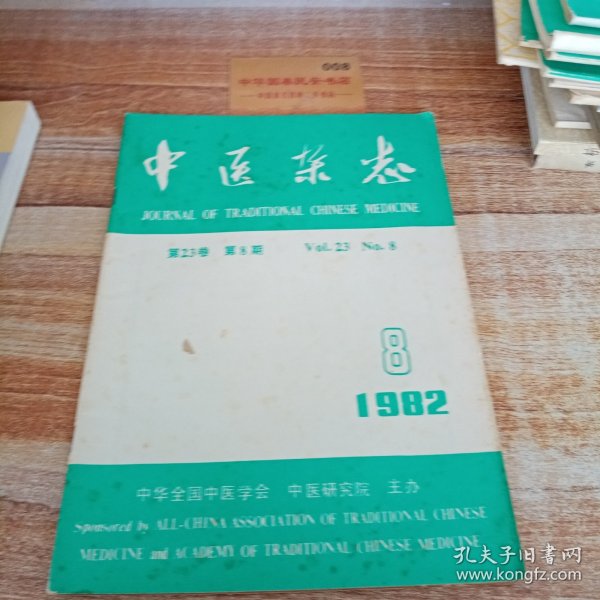 008
中医杂志
JOURNAL OF TRADITIONAL CHINESE MEDICINE
第23卷 第8期 Vol. 23 No. 8
8
1982
中华全国中医学会 中医研究院 主办
Sponsored by ALL-CHINA ASSOCIATION OF TRADITIONAL CHINESE
MEDICINE and ACADEMY OF TRADITIONAL CHINESE MEDICINE
孔夫子旧书网
www.kongfz.com